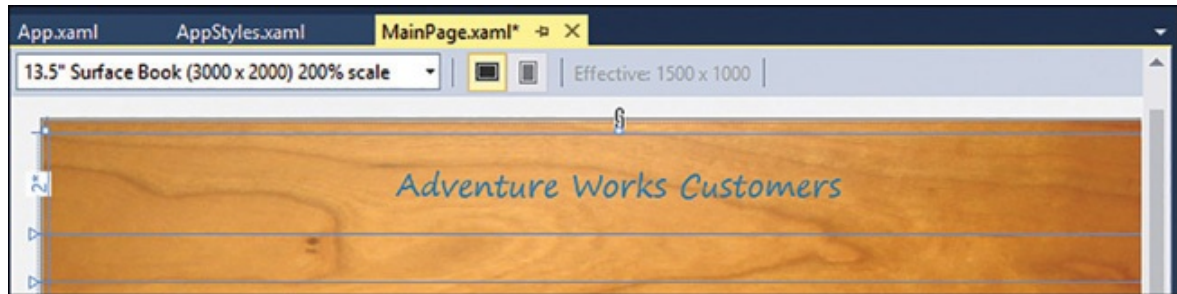 App.xaml AppStyles.xaml MainPage.xaml*
13.5" Surface Book (3000 x 2000) 200% scale Effective: 1500 x 1000
Adventure Works Customers
2*